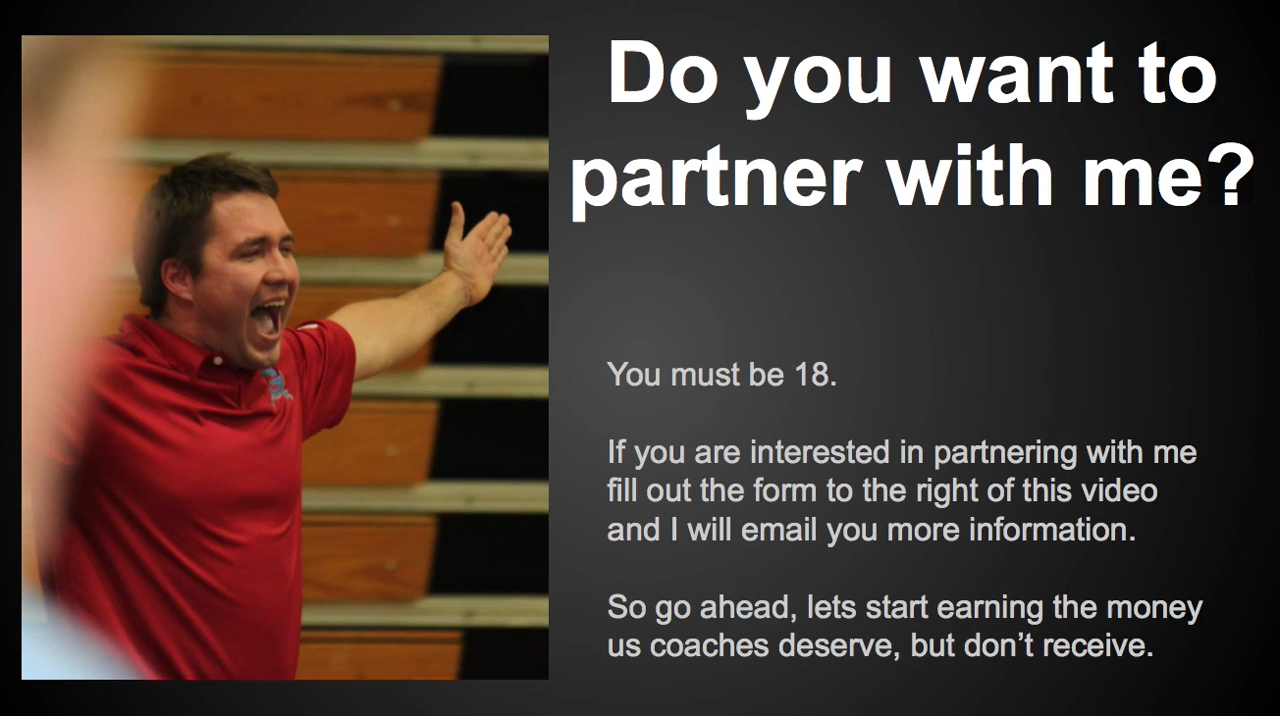 Do you want to
partner with me?
You must be 18.
If you are interested in partnering with me
fill out the form to the right of this video
and I will email you more information.
So go ahead, lets start earning the money
us coaches deserve, but don’t receive.